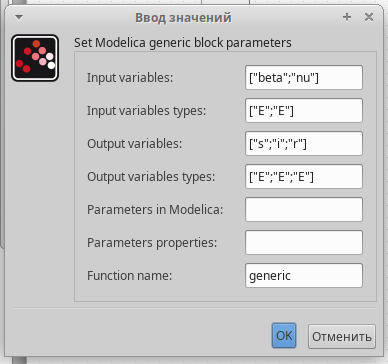 Ввод значений
Set Modelica generic block parameters
Input variables: ["beta";"nu"]
Input variables types: ["E";"E"]
Output variables: ["s";"i";"r"]
Output variables types: ["E";"E";"E"]
Parameters in Modelica:
Parameters properties:
Function name: generic
OK Отменить